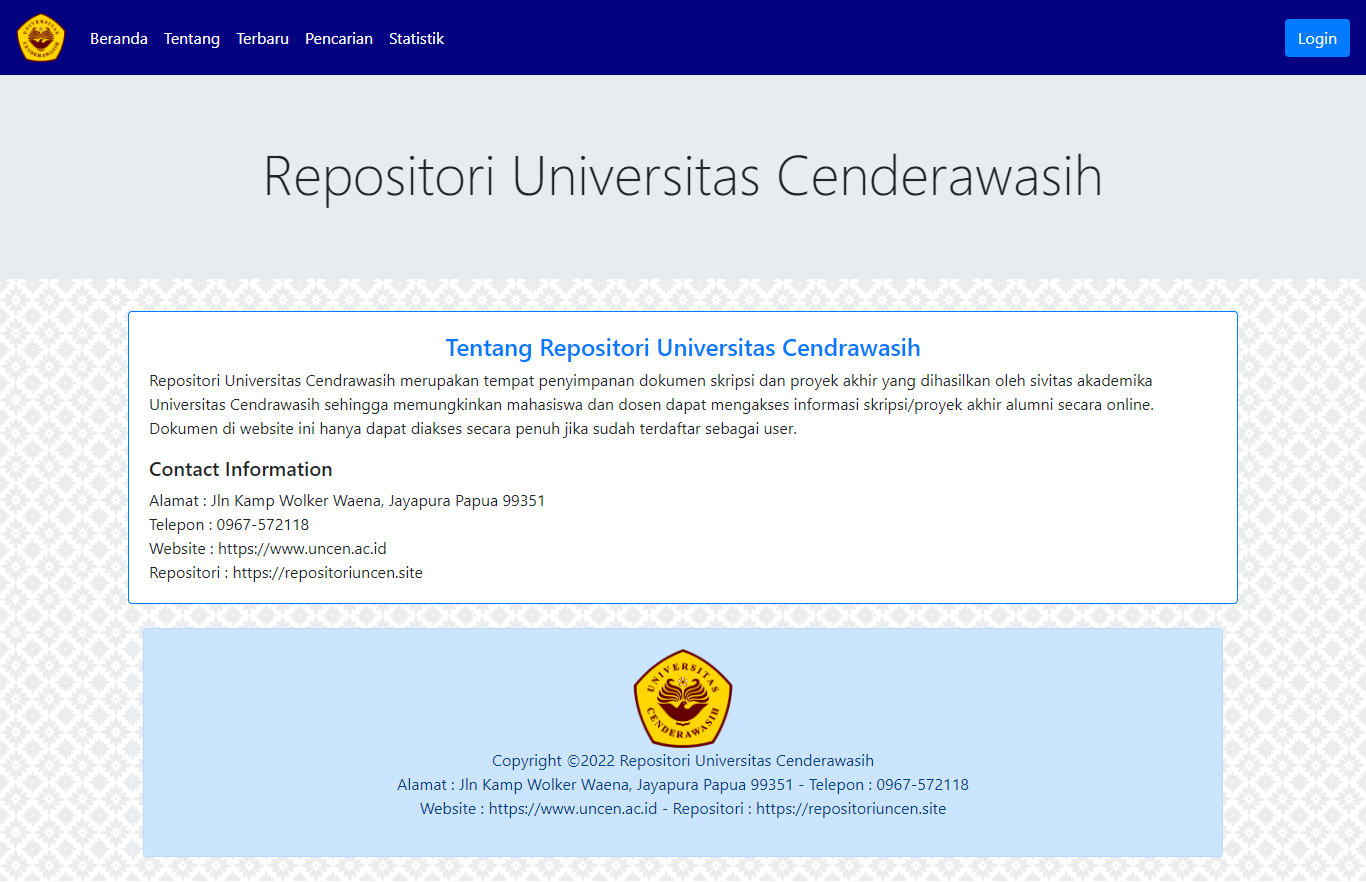 UNIVERSITAS CENDERAWASIH
Beranda Tentang Terbaru Pencarian Statistik Login
Repositori Universitas Cenderawasih
Tentang Repositori Universitas Cendrawasih
Repositori Universitas Cendrawasih merupakan tempat penyimpanan dokumen skripsi dan proyek akhir yang dihasilkan oleh sivitas akademika
Universitas Cendrawasih sehingga memungkinkan mahasiswa dan dosen dapat mengakses informasi skripsi/proyek akhir alumni secara online.
Dokumen di website ini hanya dapat diakses secara penuh jika sudah terdaftar sebagai user.
Contact Information
Alamat : Jln Kamp Wolker Waena, Jayapura Papua 99351
Telepon : 0967-572118
Website : https://www.uncen.ac.id
Repositori : https://repositoriuncen.site
UNIVERSITAS
CENDERAWASIH
Copyright ©2022 Repositori Universitas Cenderawasih
Alamat : Jln Kamp Wolker Waena, Jayapura Papua 99351 - Telepon : 0967-572118
Website : https://www.uncen.ac.id - Repositori : https://repositoriuncen.site